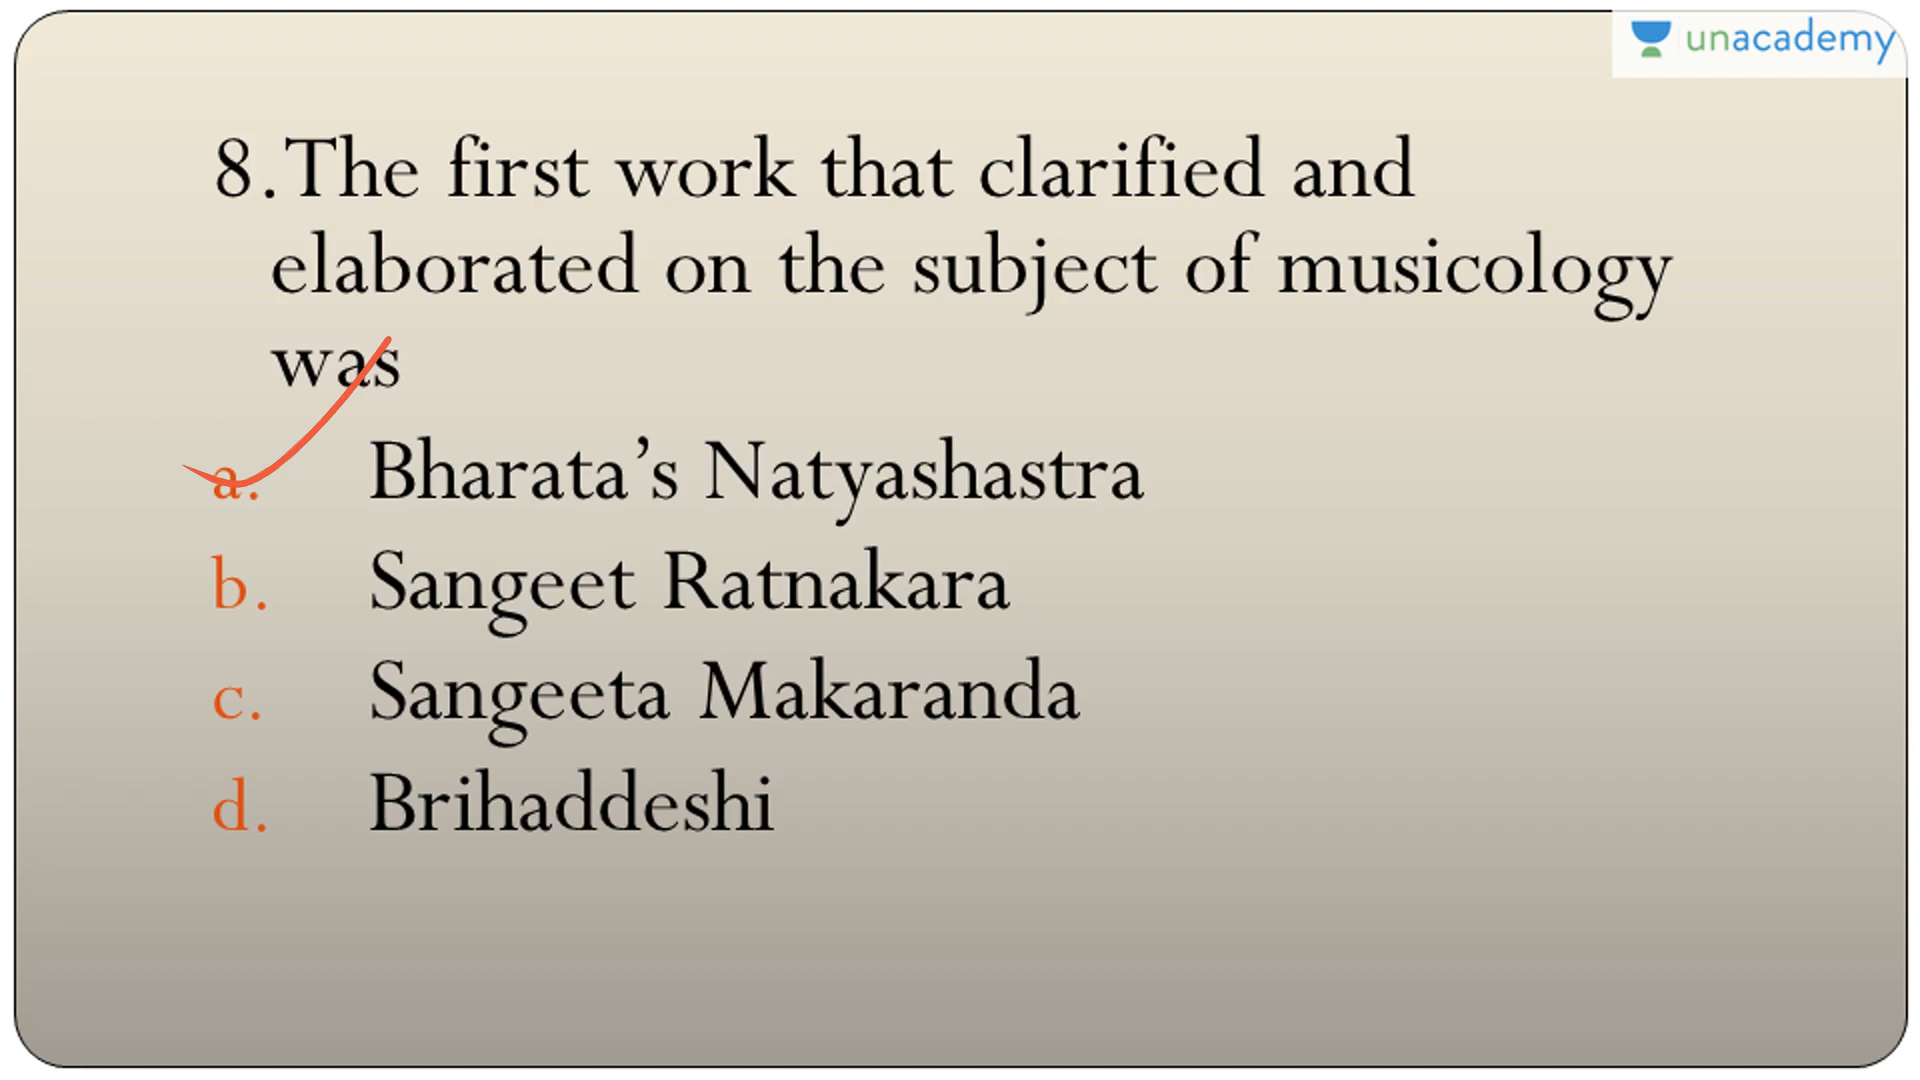 unacademy
8.The first work that clarified and
elaborated on the subject of musicology
was
a. Bharata’s Natyashastra
b. Sangeet Ratnakara
c. Sangeeta Makaranda
d. Brihaddeshi